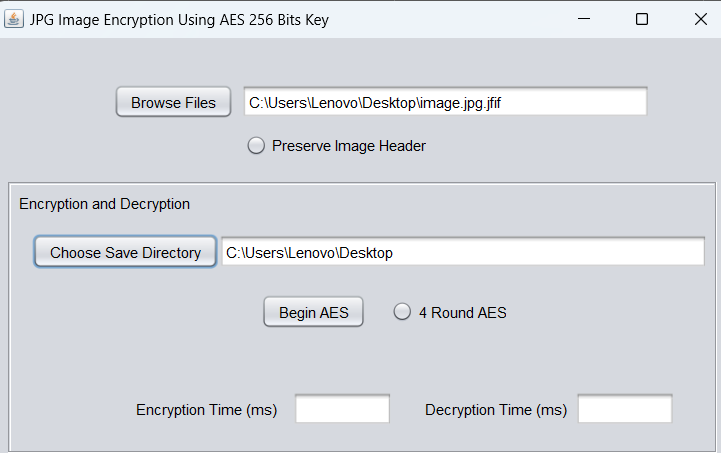 JPG Image Encryption Using AES 256 Bits Key
Browse Files C:\Users\Lenovo\Desktop\image.jpg.jfif
Preserve Image Header
Encryption and Decryption
Choose Save Directory C:\Users\Lenovo\Desktop
Begin AES 4 Round AES
Encryption Time (ms) Decryption Time (ms)